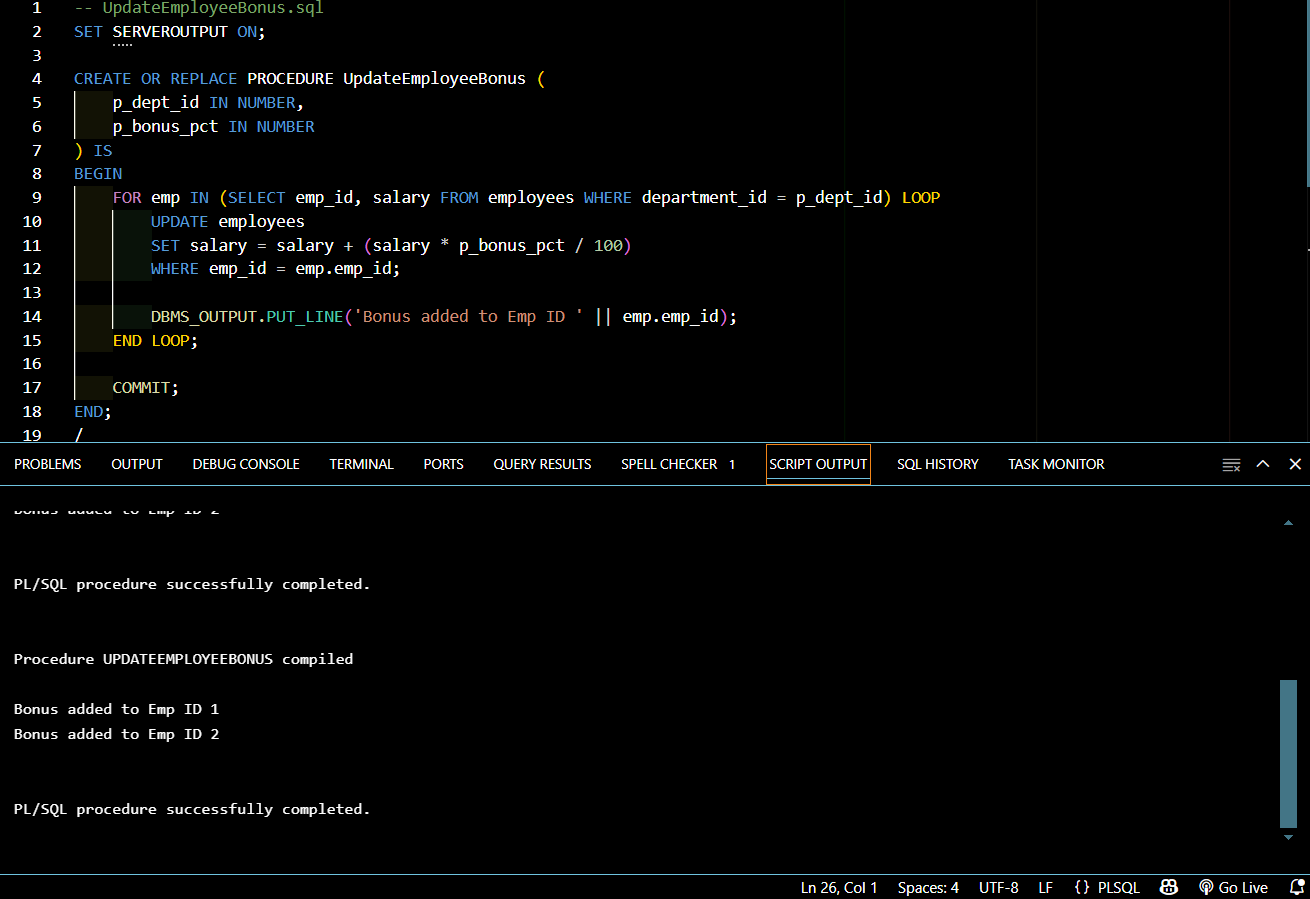 1 -- UpdateEmployeeBonus.sql
2 SET SERVEROUTPUT ON;
3
4 CREATE OR REPLACE PROCEDURE UpdateEmployeeBonus (
5 p_dept_id IN NUMBER,
6 p_bonus_pct IN NUMBER
7 ) IS
8 BEGIN
9 FOR emp IN (SELECT emp_id, salary FROM employees WHERE department_id = p_dept_id) LOOP
10 UPDATE employees
11 SET salary = salary + (salary * p_bonus_pct / 100)
12 WHERE emp_id = emp.emp_id;
13
14 DBMS_OUTPUT.PUT_LINE('Bonus added to Emp ID ' || emp.emp_id);
15 END LOOP;
16
17 COMMIT;
18 END;
19 /
PROBLEMS OUTPUT DEBUG CONSOLE TERMINAL PORTS QUERY RESULTS SPELL CHECKER 1 SCRIPT OUTPUT SQL HISTORY TASK MONITOR
Bonus added to Emp ID 2
PL/SQL procedure successfully completed.
Procedure UPDATEEMPLOYEEBONUS compiled
Bonus added to Emp ID 1
Bonus added to Emp ID 2
PL/SQL procedure successfully completed.
Ln 26, Col 1 Spaces: 4 UTF-8 LF {} PLSQL Go Live